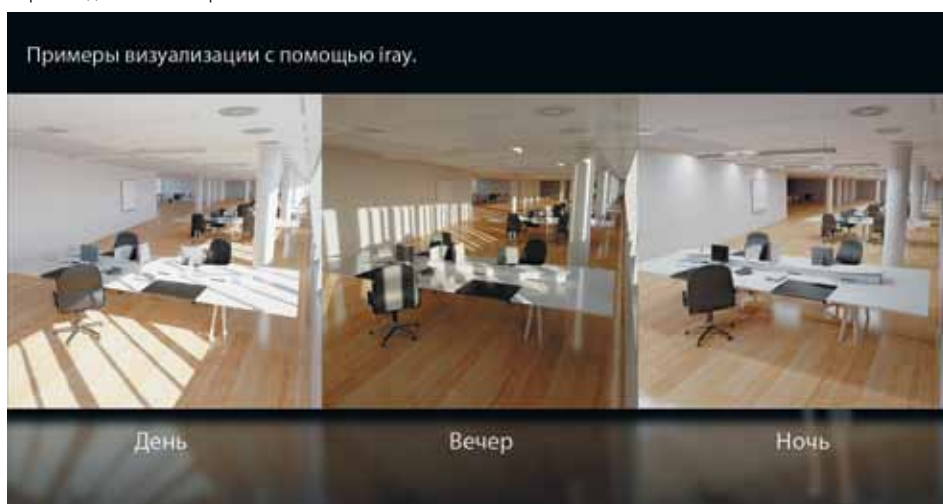 Примеры визуализации с помощью iray.
День
Вечер
Ночь